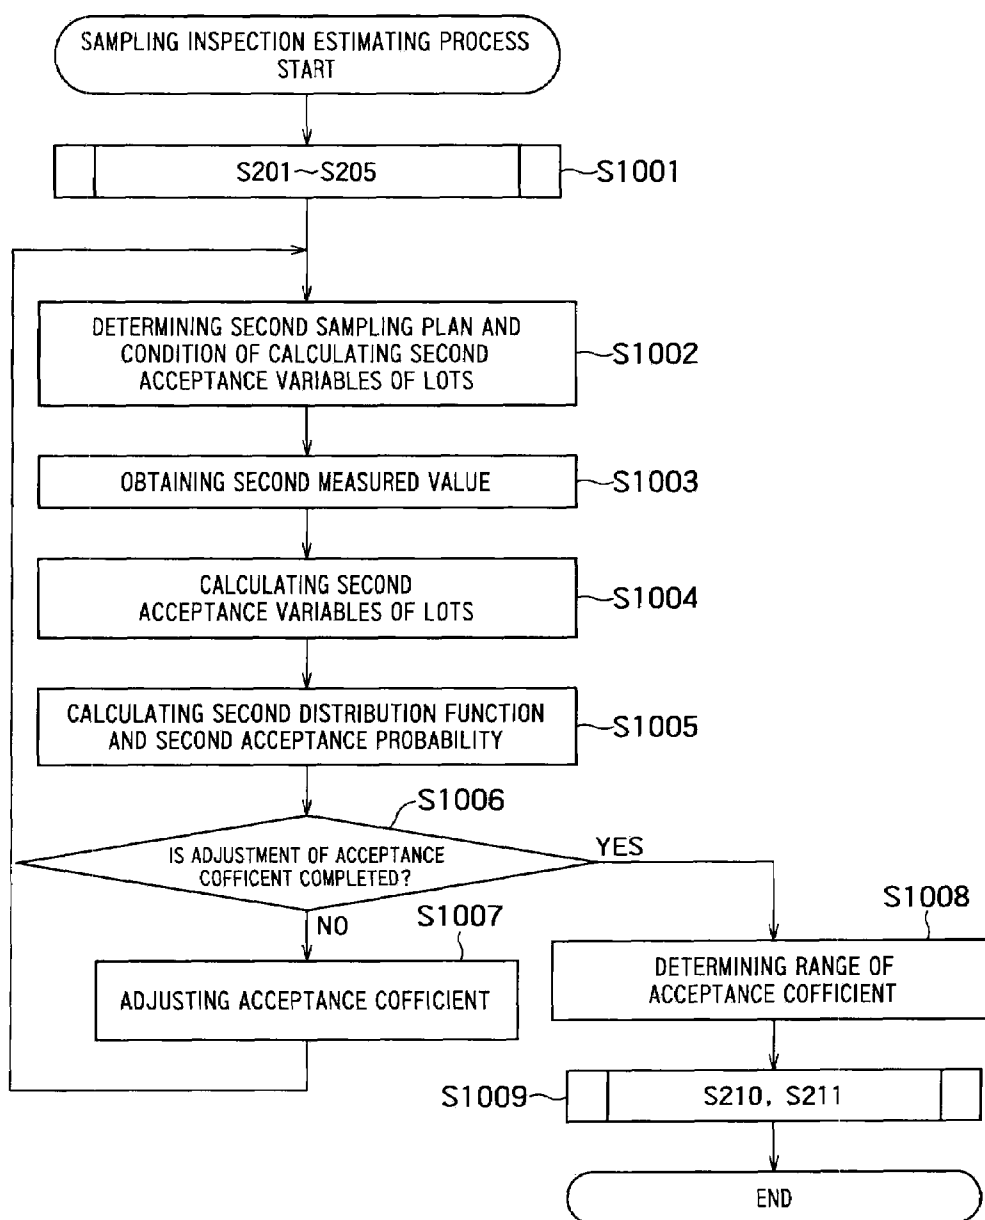 SAMPLING INSPECTION ESTIMATING PROCESS
START
S201~S205
S1001
DETERMINING SECOND SAMPLING PLAN AND
CONDITION OF CALCULATING SECOND
ACCEPTANCE VARIABLES OF LOTS
S1002
OBTAINING SECOND MEASURED VALUE
S1003
CALCULATING SECOND
ACCEPTANCE VARIABLES OF LOTS
S1004
CALCULATING SECOND DISTRIBUTION FUNCTION
AND SECOND ACCEPTANCE PROBABILITY
S1005
S1006
IS ADJUSTMENT OF ACCEPTANCE
COFFICENT COMPLETED?
YES
NO
S1007
ADJUSTING ACCEPTANCE COFFICIENT
S1008
DETERMINING RANGE OF
ACCEPTANCE COFFICIENT
S1009
S210, S211
END